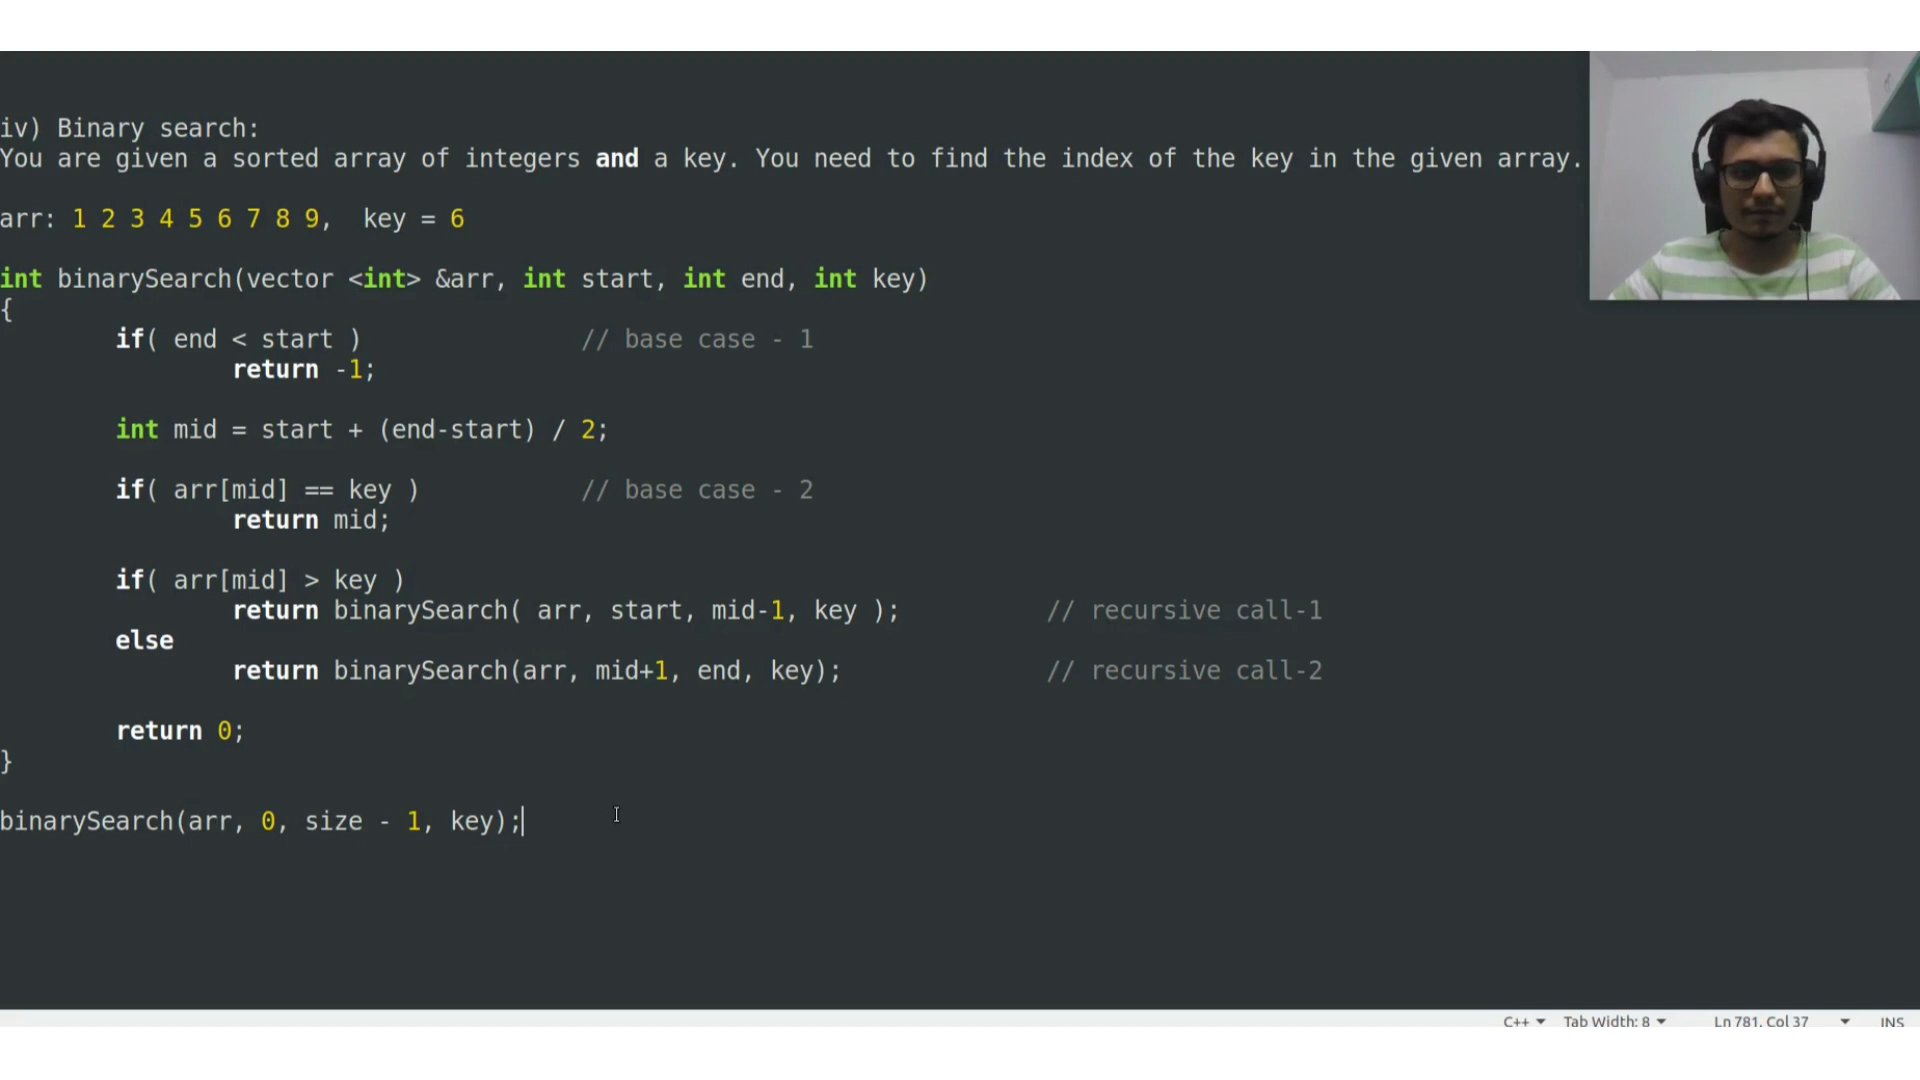 iv) Binary search:
You are given a sorted array of integers and a key. You need to find the index of the key in the given array.
arr: 1 2 3 4 5 6 7 8 9,  key = 6
int binarySearch(vector <int> &arr, int start, int end, int key)
{
if( end < start ) // base case - 1
return -1;
int mid = start + (end-start) / 2;
if( arr[mid] == key ) // base case - 2
return mid;
if( arr[mid] > key )
return binarySearch( arr, start, mid-1, key ); // recursive call-1
else
return binarySearch(arr, mid+1, end, key); // recursive call-2
return 0;
}
binarySearch(arr, 0, size - 1, key);
C++ Tab Width: 8 Ln 781, Col 37 INS